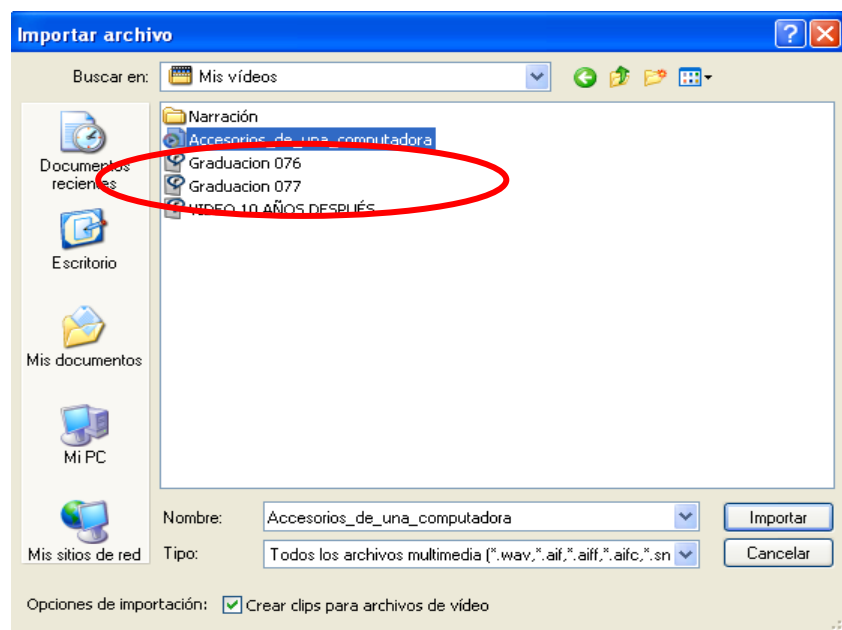 Importar archivo
Buscar en: Mis vídeos
Narración
Accesorios_de_una_computadora
Graduacion 076
Graduacion 077
VIDEO 10 AÑOS DESPUÉS
Documentos
recientes
Escritorio
Mis documentos
Mi PC
Mis sitios de red
Nombre: Accesorios_de_una_computadora Importar
Tipo: Todos los archivos multimedia (*.wav,*.aif,*.aiff,*.aifc,*.sn Cancelar
Opciones de importación: Crear clips para archivos de vídeo